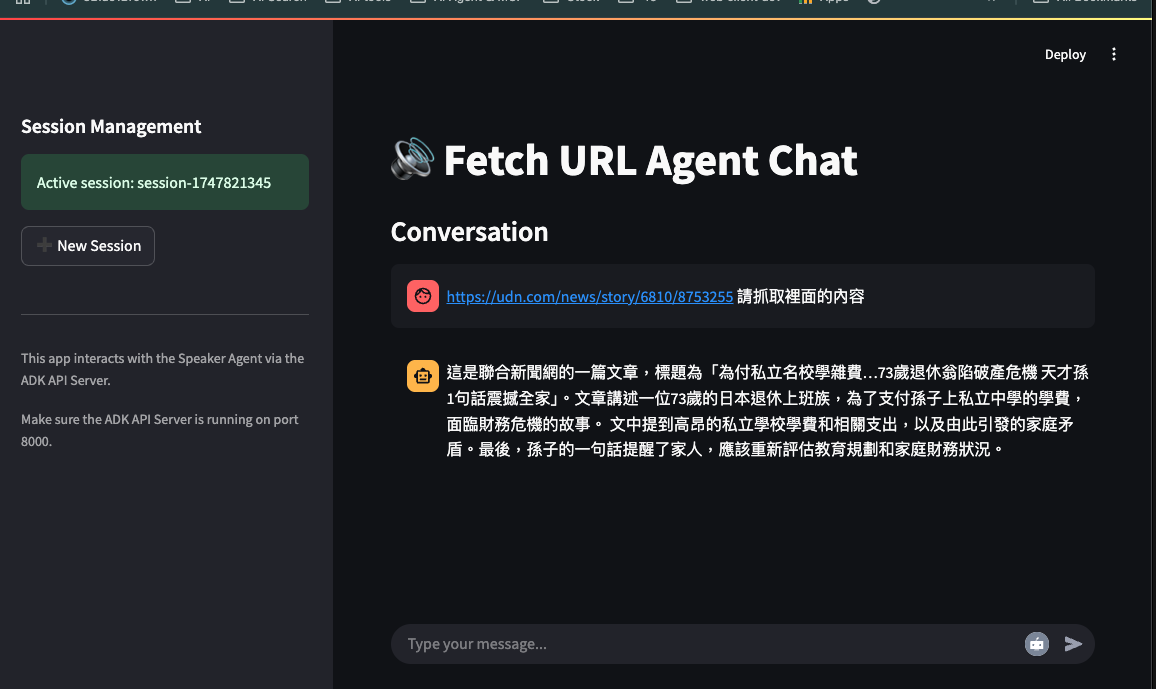 Apps
Deploy
Session Management
Active session: session-1747821345
New Session
This app interacts with the Speaker Agent via the
ADK API Server.
Make sure the ADK API Server is running on port
8000.
Fetch URL Agent Chat
Conversation
https://udn.com/news/story/6810/8753255 請抓取裡面的內容
這是聯合新聞網的一篇文章，標題為「為付私立名校學雜費...73歲退休翁陷破產危機 天才孫
1句話震撼全家」。文章講述一位73歲的日本退休上班族，為了支付孫子上私立中學的學費，
面臨財務危機的故事。 文中提到高昂的私立學校學費和相關支出，以及由此引發的家庭矛
盾。最後，孫子的一句話提醒了家人，應該重新評估教育規劃和家庭財務狀況。
Type your message...